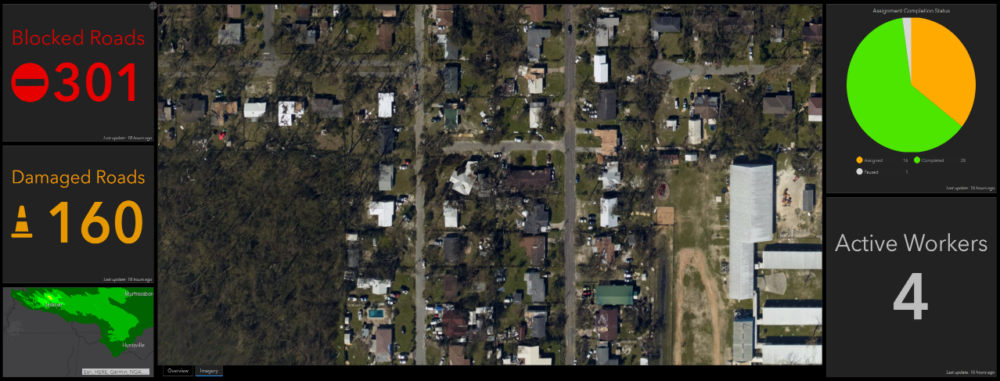 Blocked Roads
301
Last update: 18 hours ago
Damaged Roads
160
Last update: 18 hours ago
Murfreesbor
Jackson
Huntsville
Esri, HERE, Garmin, NGA,...
Overview
Imagery
Assignment Completion Status
Assigned 16 Completed 28
Paused 1
Last update: 16 hours ago
Active Workers
4
Last update: 16 hours ago